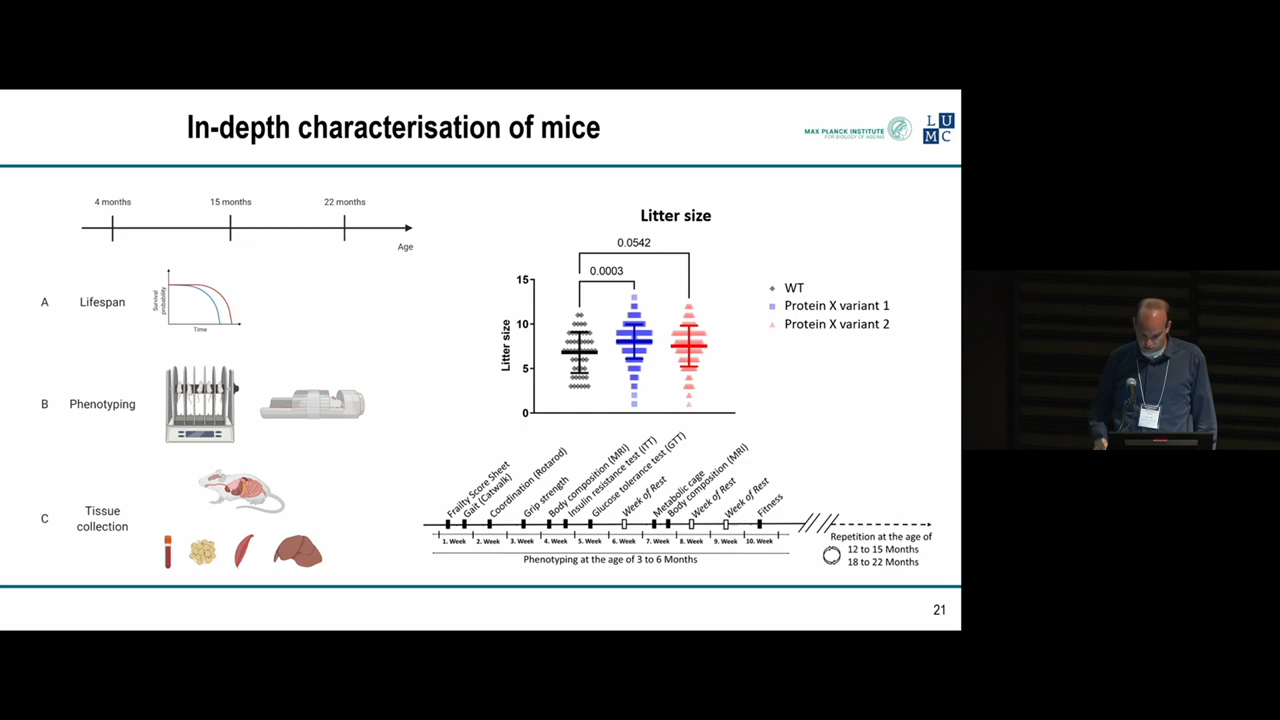 In-depth characterisation of mice
MAX PLANCK INSTITUTE
FOR BIOLOGY OF AGEING
L U
M C
4 months
15 months
22 months
Age
A
Lifespan
Survival
probability
Time
B
Phenotyping
C
Tissue
collection
Litter size
0.0542
0.0003
15
10
5
0
Litter size
WT
Protein X variant 1
Protein X variant 2
Frailty Score Sheet
Gait (Catwalk)
Coordination (Rotarod)
Grip strength
Body composition (MRI)
Insulin resistance test (ITT)
Glucose tolerance test (GTT)
Week of Rest
Metabolic cage
Body composition (MRI)
Week of Rest
Week of Rest
Fitness
1. Week
2. Week
3. Week
4. Week
5. Week
6. Week
7. Week
8. Week
9. Week
10. Week
Phenotyping at the age of 3 to 6 Months
Repetition at the age of
12 to 15 Months
18 to 22 Months
21